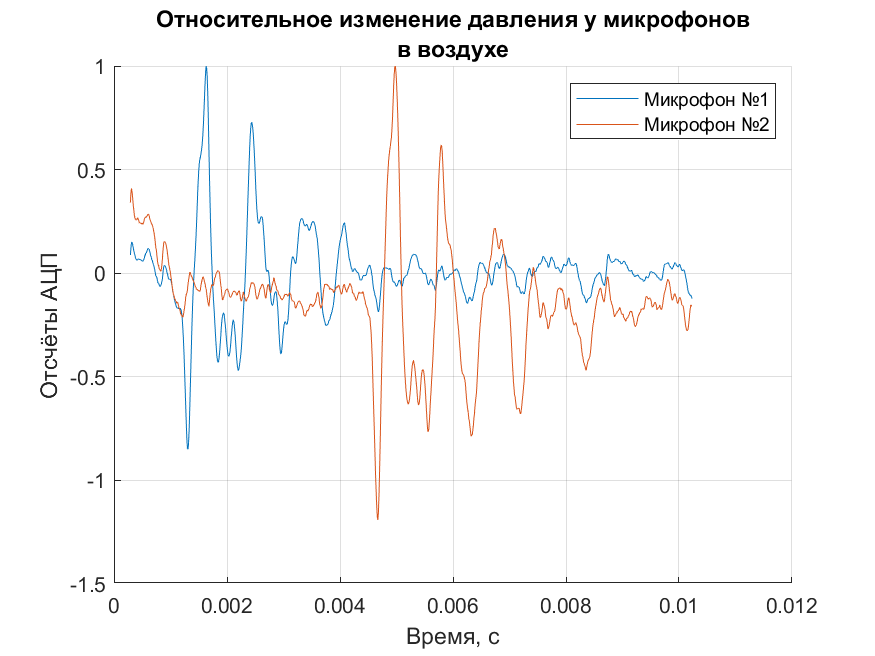 Относительное изменение давления у микрофонов
в воздухе
Микрофон №1
Микрофон №2
Отсчёты АЦП
1
0.5
0
-0.5
-1
-1.5
0
0.002
0.004
0.006
0.008
0.01
0.012
Время, с